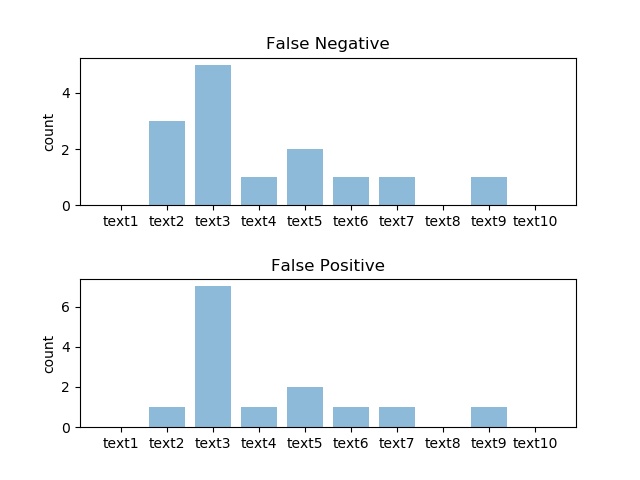 False Negative
4
2
0
count
text1 text2 text3 text4 text5 text6 text7 text8 text9 text10
False Positive
6
4
2
0
count
text1 text2 text3 text4 text5 text6 text7 text8 text9 text10